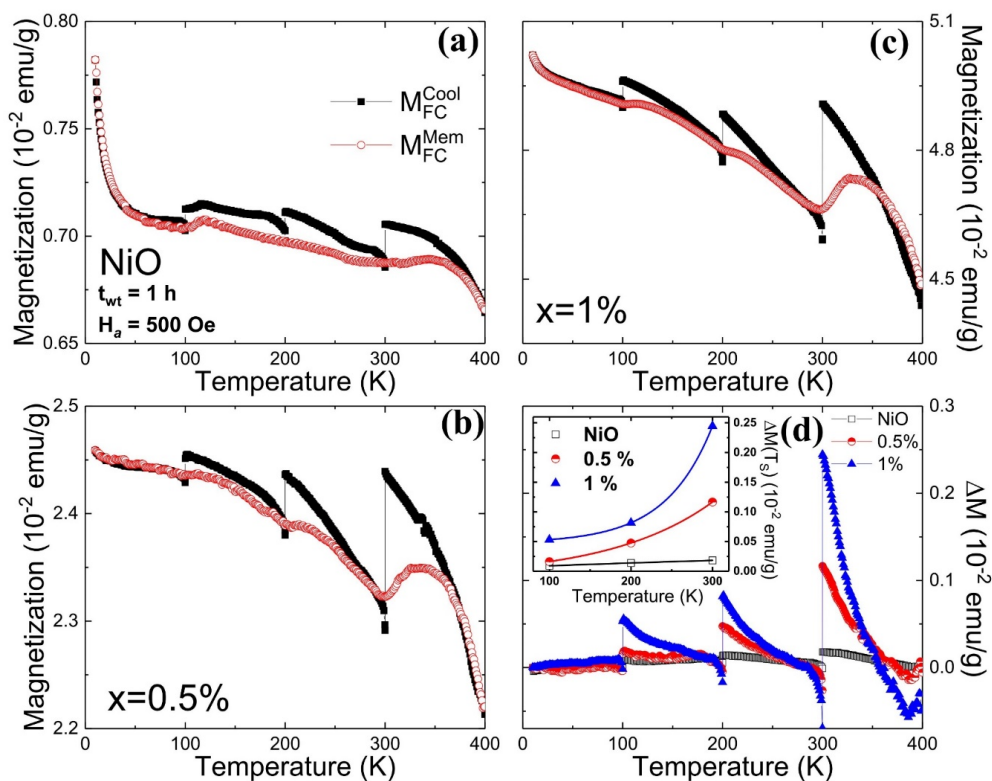 0.80
0.75
0.70
0.65
Magnetization (10⁻² emu/g)
(a)
M_FC^Cool
M_FC^Mem
NiO
t_wt = 1 h
H_a = 500 Oe
0 100 200 300 400
Temperature (K)
(c)
5.1
4.8
4.5
Magnetization (10⁻² emu/g)
x=1%
0 100 200 300 400
Temperature (K)
2.5
2.4
2.3
2.2
Magnetization (10⁻² emu/g)
(b)
x=0.5%
0 100 200 300 400
Temperature (K)
(d)
NiO
0.5%
1%
0.3
0.2
0.1
0.0
ΔM (10⁻² emu/g)
NiO
0.5 %
1 %
0.25
0.20
0.15
0.10
0.05
0.00
ΔM(T_S) (10⁻² emu/g)
100 200 300
Temperature (K)
0 100 200 300 400
Temperature (K)